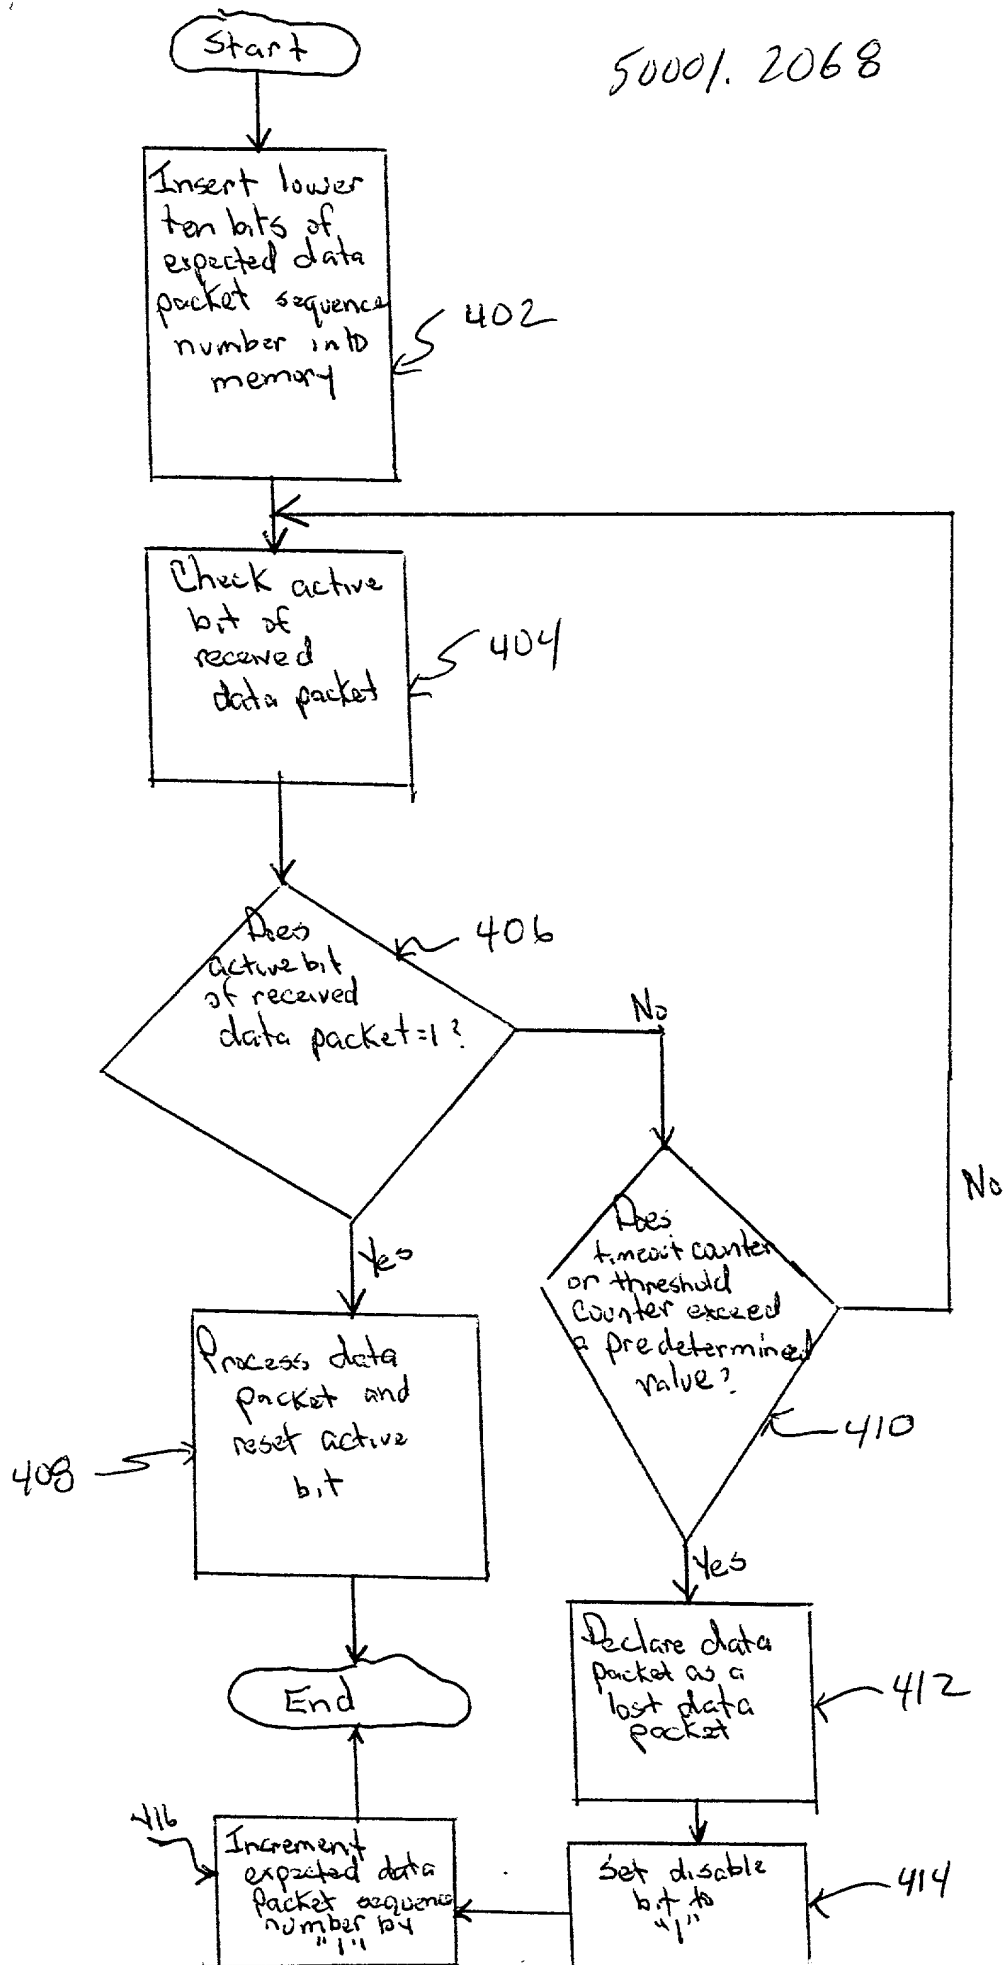 Start
50001.2068
Insert lower
ten bits of
expected data
packet sequence
number into
memory
402
Check active
bit of
received
data packet
404
Does
active bit
of received
data packet=1?
406
No
Yes
Does
timeout counter
or threshold
counter exceed
a predetermined
value?
No
410
Process data
packet and
reset active
bit
408
Yes
Declare data
packet as a
lost data
packet
412
End
416
Increment
expected data
packet sequence
number by
"1"
Set disable
bit to
"1"
414